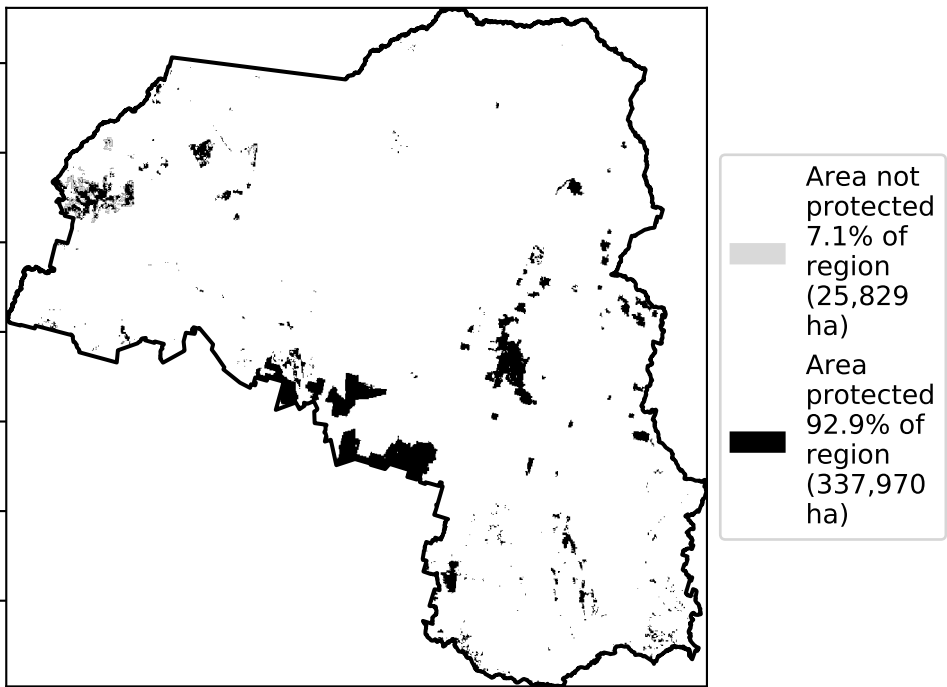 Area not
protected
7.1% of
region
(25,829
ha)
Area
protected
92.9% of
region
(337,970
ha)